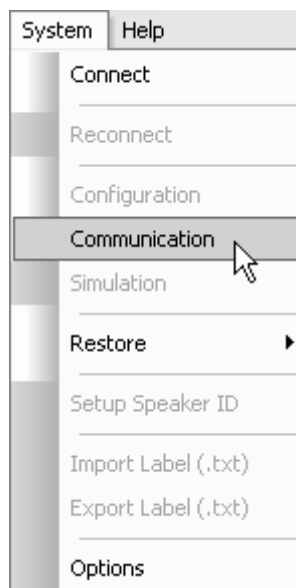 System Help
Connect
Reconnect
Configuration
Communication
Simulation
Restore
Setup Speaker ID
Import Label (.txt)
Export Label (.txt)
Options